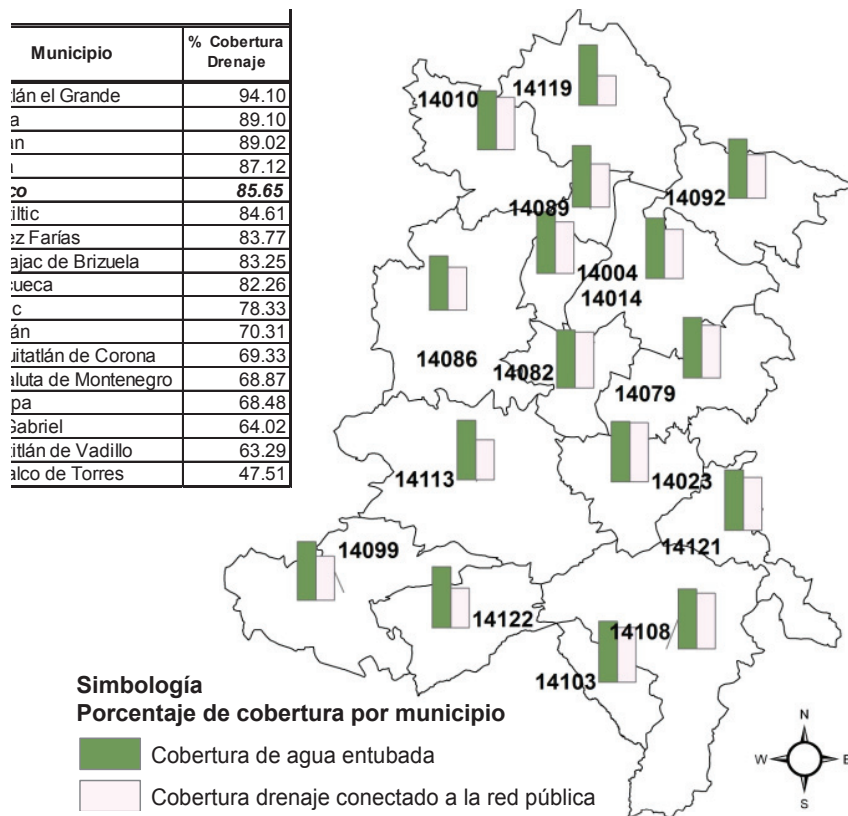 Municipio
% Cobertura
Drenaje
tlán el Grande 94.10
a 89.10
an 89.02
87.12
co 85.65
tiltic 84.61
ez Farías 83.77
ajac de Brizuela 83.25
cueca 82.26
c 78.33
án 70.31
uitatlán de Corona 69.33
aluta de Montenegro 68.87
pa 68.48
Gabriel 64.02
titlán de Vadillo 63.29
alco de Torres 47.51
14010
14119
14089
14092
14004
14014
14086
14082
14079
14113
14023
14121
14099
14122
14108
14103
Simbología
Porcentaje de cobertura por municipio
Cobertura de agua entubada
Cobertura drenaje conectado a la red pública
N
W
E
S